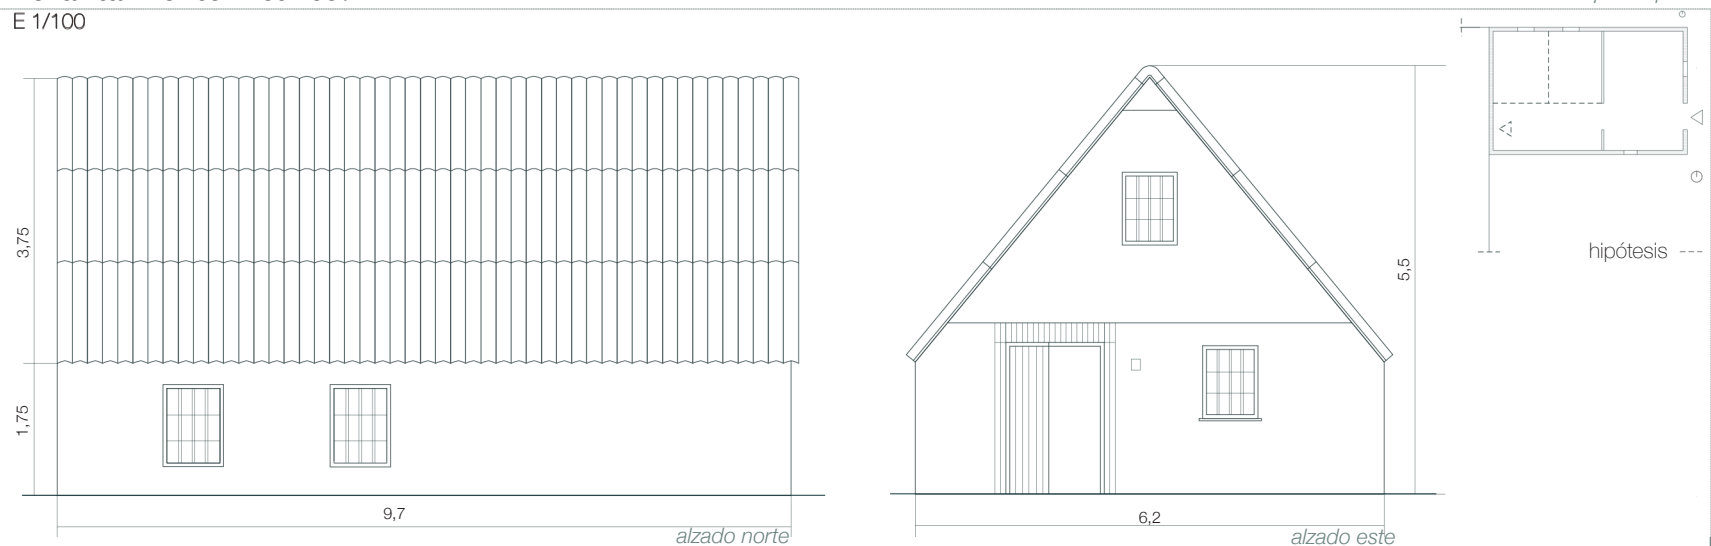 E 1/100
3,75
1,75
9,7
alzado norte
5,5
6,2
alzado este
hipótesis